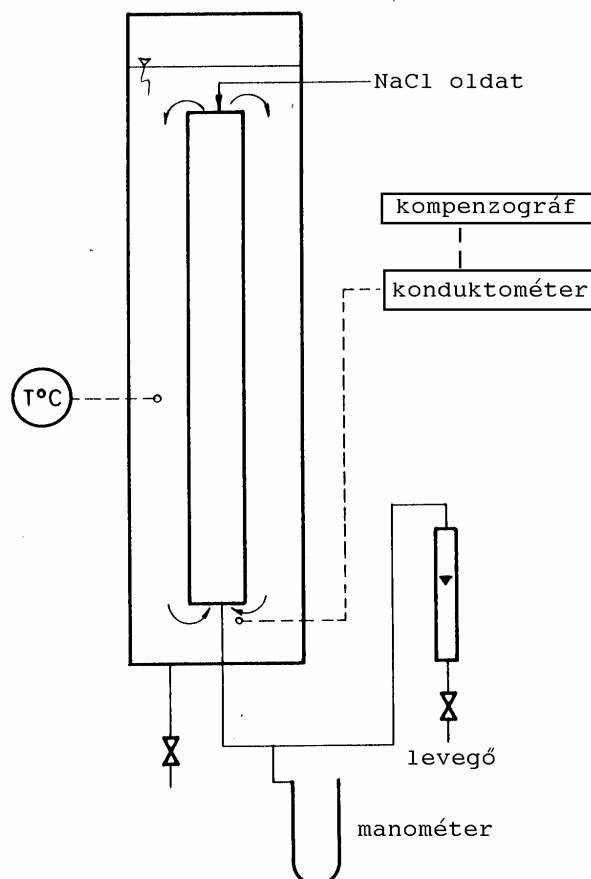 NaCl oldat
kompenzográf
konduktométer
T°C
levegő
manométer